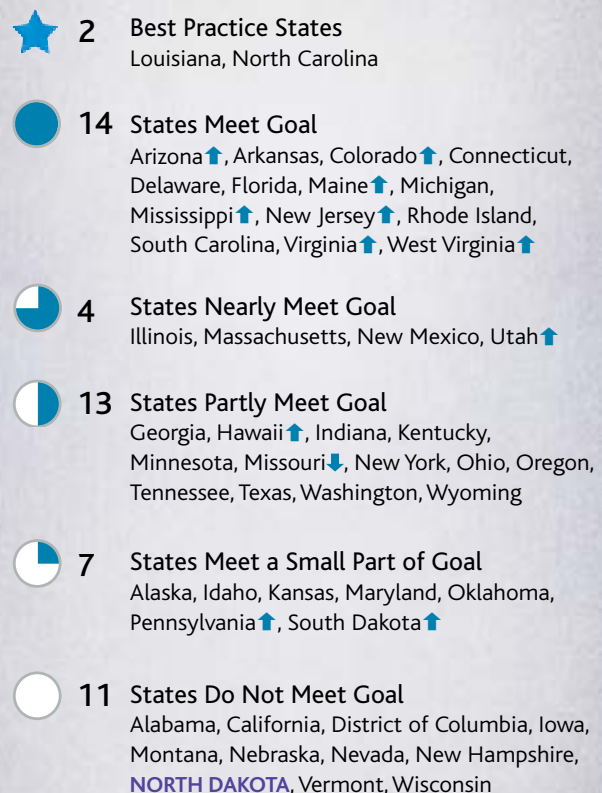 2 Best Practice States
Louisiana, North Carolina
14 States Meet Goal
Arizona⬆, Arkansas, Colorado⬆, Connecticut,
Delaware, Florida, Maine⬆, Michigan,
Mississippi⬆, New Jersey⬆, Rhode Island,
South Carolina, Virginia⬆, West Virginia⬆
4 States Nearly Meet Goal
Illinois, Massachusetts, New Mexico, Utah⬆
13 States Partly Meet Goal
Georgia, Hawaii⬆, Indiana, Kentucky,
Minnesota, Missouri⬇, New York, Ohio, Oregon,
Tennessee, Texas, Washington, Wyoming
7 States Meet a Small Part of Goal
Alaska, Idaho, Kansas, Maryland, Oklahoma,
Pennsylvania⬆, South Dakota⬆
11 States Do Not Meet Goal
Alabama, California, District of Columbia, Iowa,
Montana, Nebraska, Nevada, New Hampshire,
NORTH DAKOTA, Vermont, Wisconsin